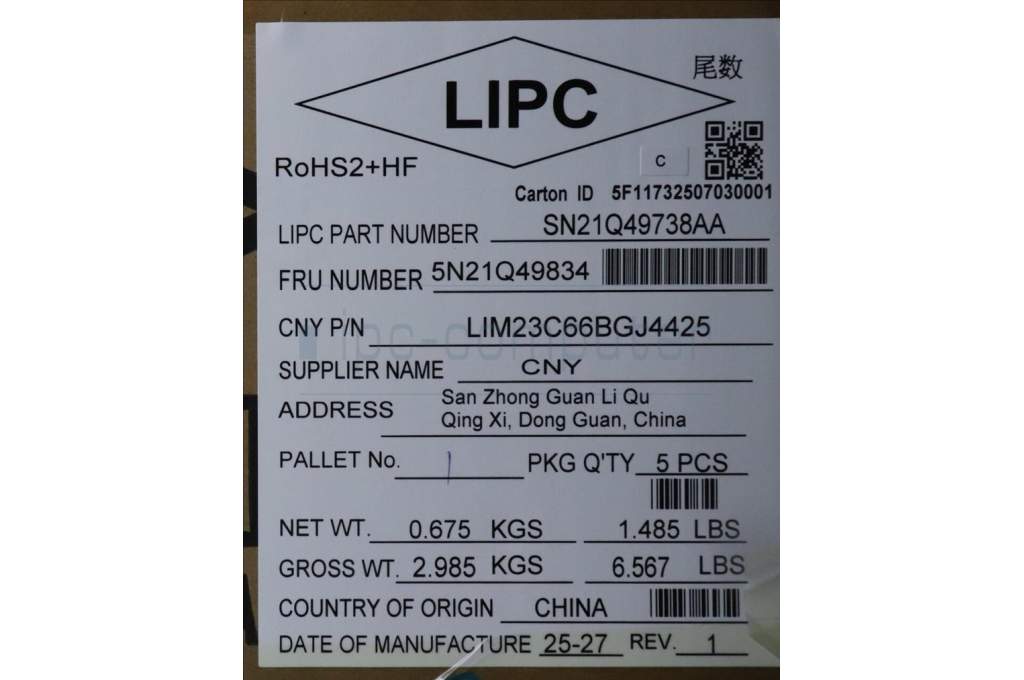 尾数
LIPC
C
RoHS2+HF
Carton ID 5F11732507030001
LIPC PART NUMBER SN21Q49738AA
FRU NUMBER 5N21Q49834
CNY P/N LIM23C66BGJ4425
ipc-computer
SUPPLIER NAME CNY
ADDRESS San Zhong Guan Li Qu
Qing Xi, Dong Guan, China
PALLET No. 1 PKG Q'TY 5 PCS
NET WT. 0.675 KGS 1.485 LBS
GROSS WT. 2.985 KGS 6.567 LBS
COUNTRY OF ORIGIN CHINA
DATE OF MANUFACTURE 25-27 REV. 1